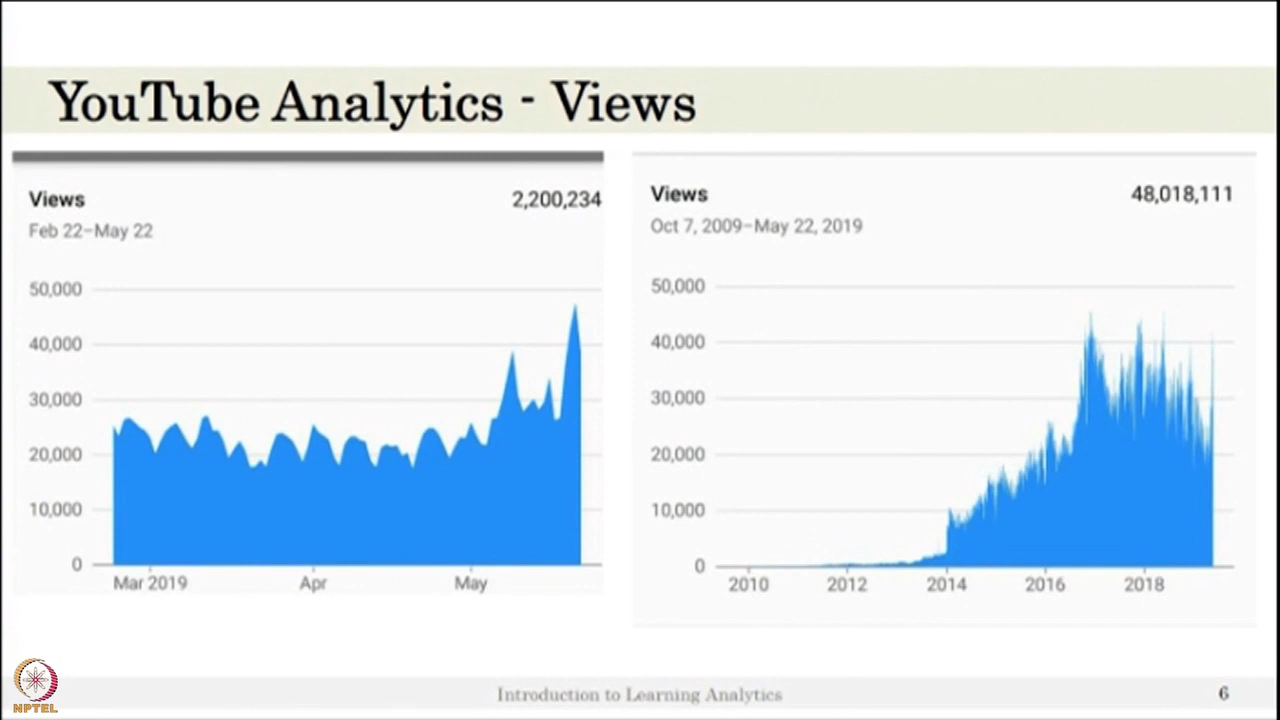 YouTube Analytics - Views
Views 2,200,234
Feb 22–May 22
50,000
40,000
30,000
20,000
10,000
0
Mar 2019 Apr May
Views 48,018,111
Oct 7, 2009–May 22, 2019
50,000
40,000
30,000
20,000
10,000
0
2010 2012 2014 2016 2018
NPTEL
Introduction to Learning Analytics
6